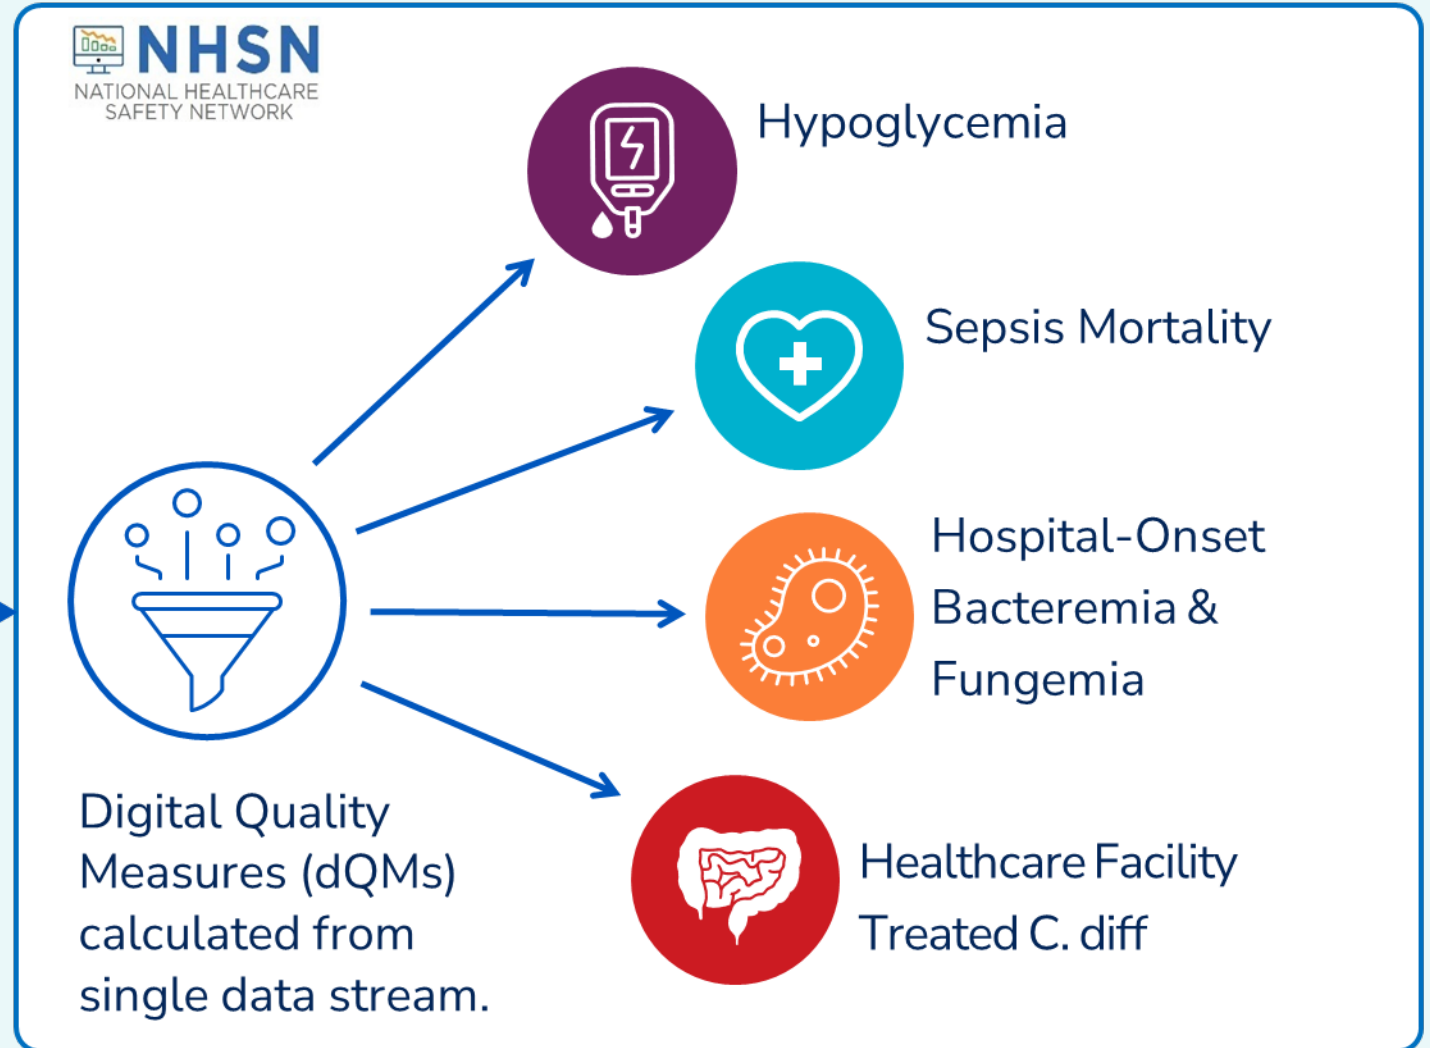 NHSN
NATIONAL HEALTHCARE
SAFETY NETWORK
Hypoglycemia
Sepsis Mortality
Hospital-Onset
Bacteremia &
Fungemia
Healthcare Facility
Treated C. diff
Digital Quality
Measures (dQMs)
calculated from
single data stream.